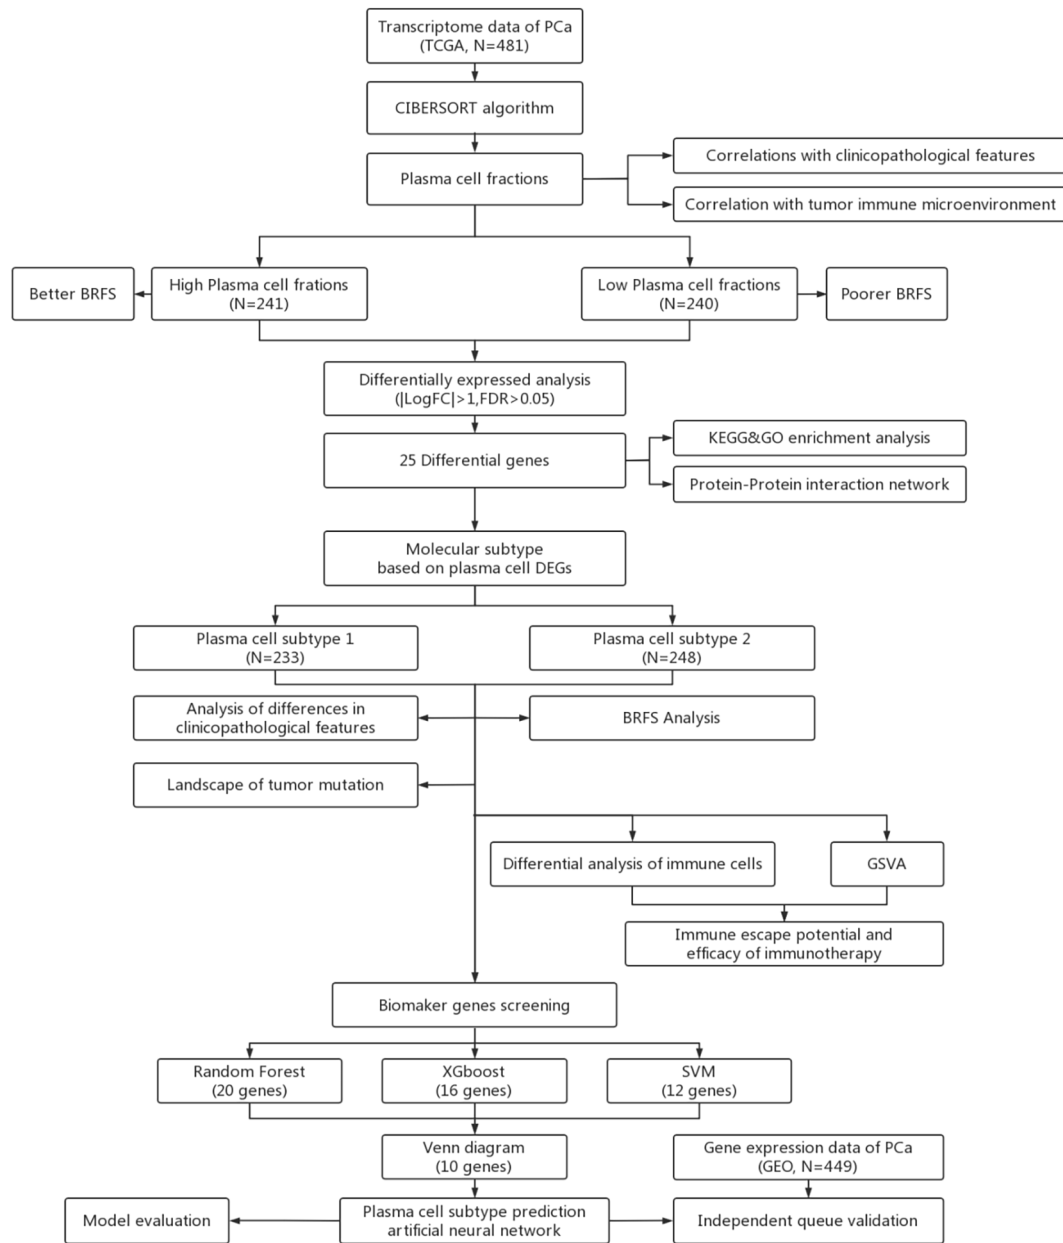 Transcriptome data of PCa
(TCGA, N=481)
CIBERSORT algorithm
Plasma cell fractions
Correlations with clinicopathological features
Correlation with tumor immune microenvironment
Better BRFS
High Plasma cell frations
(N=241)
Low Plasma cell fractions
(N=240)
Poorer BRFS
Differentially expressed analysis
(|LogFC|>1,FDR>0.05)
25 Differential genes
KEGG&GO enrichment analysis
Protein-Protein interaction network
Molecular subtype
based on plasma cell DEGs
Plasma cell subtype 1
(N=233)
Plasma cell subtype 2
(N=248)
Analysis of differences in
clinicopathological features
BRFS Analysis
Landscape of tumor mutation
Differential analysis of immune cells
GSVA
Immune escape potential and
efficacy of immunotherapy
Biomaker genes screening
Random Forest
(20 genes)
XGboost
(16 genes)
SVM
(12 genes)
Venn diagram
(10 genes)
Gene expression data of PCa
(GEO, N=449)
Model evaluation
Plasma cell subtype prediction
artificial neural network
Independent queue validation